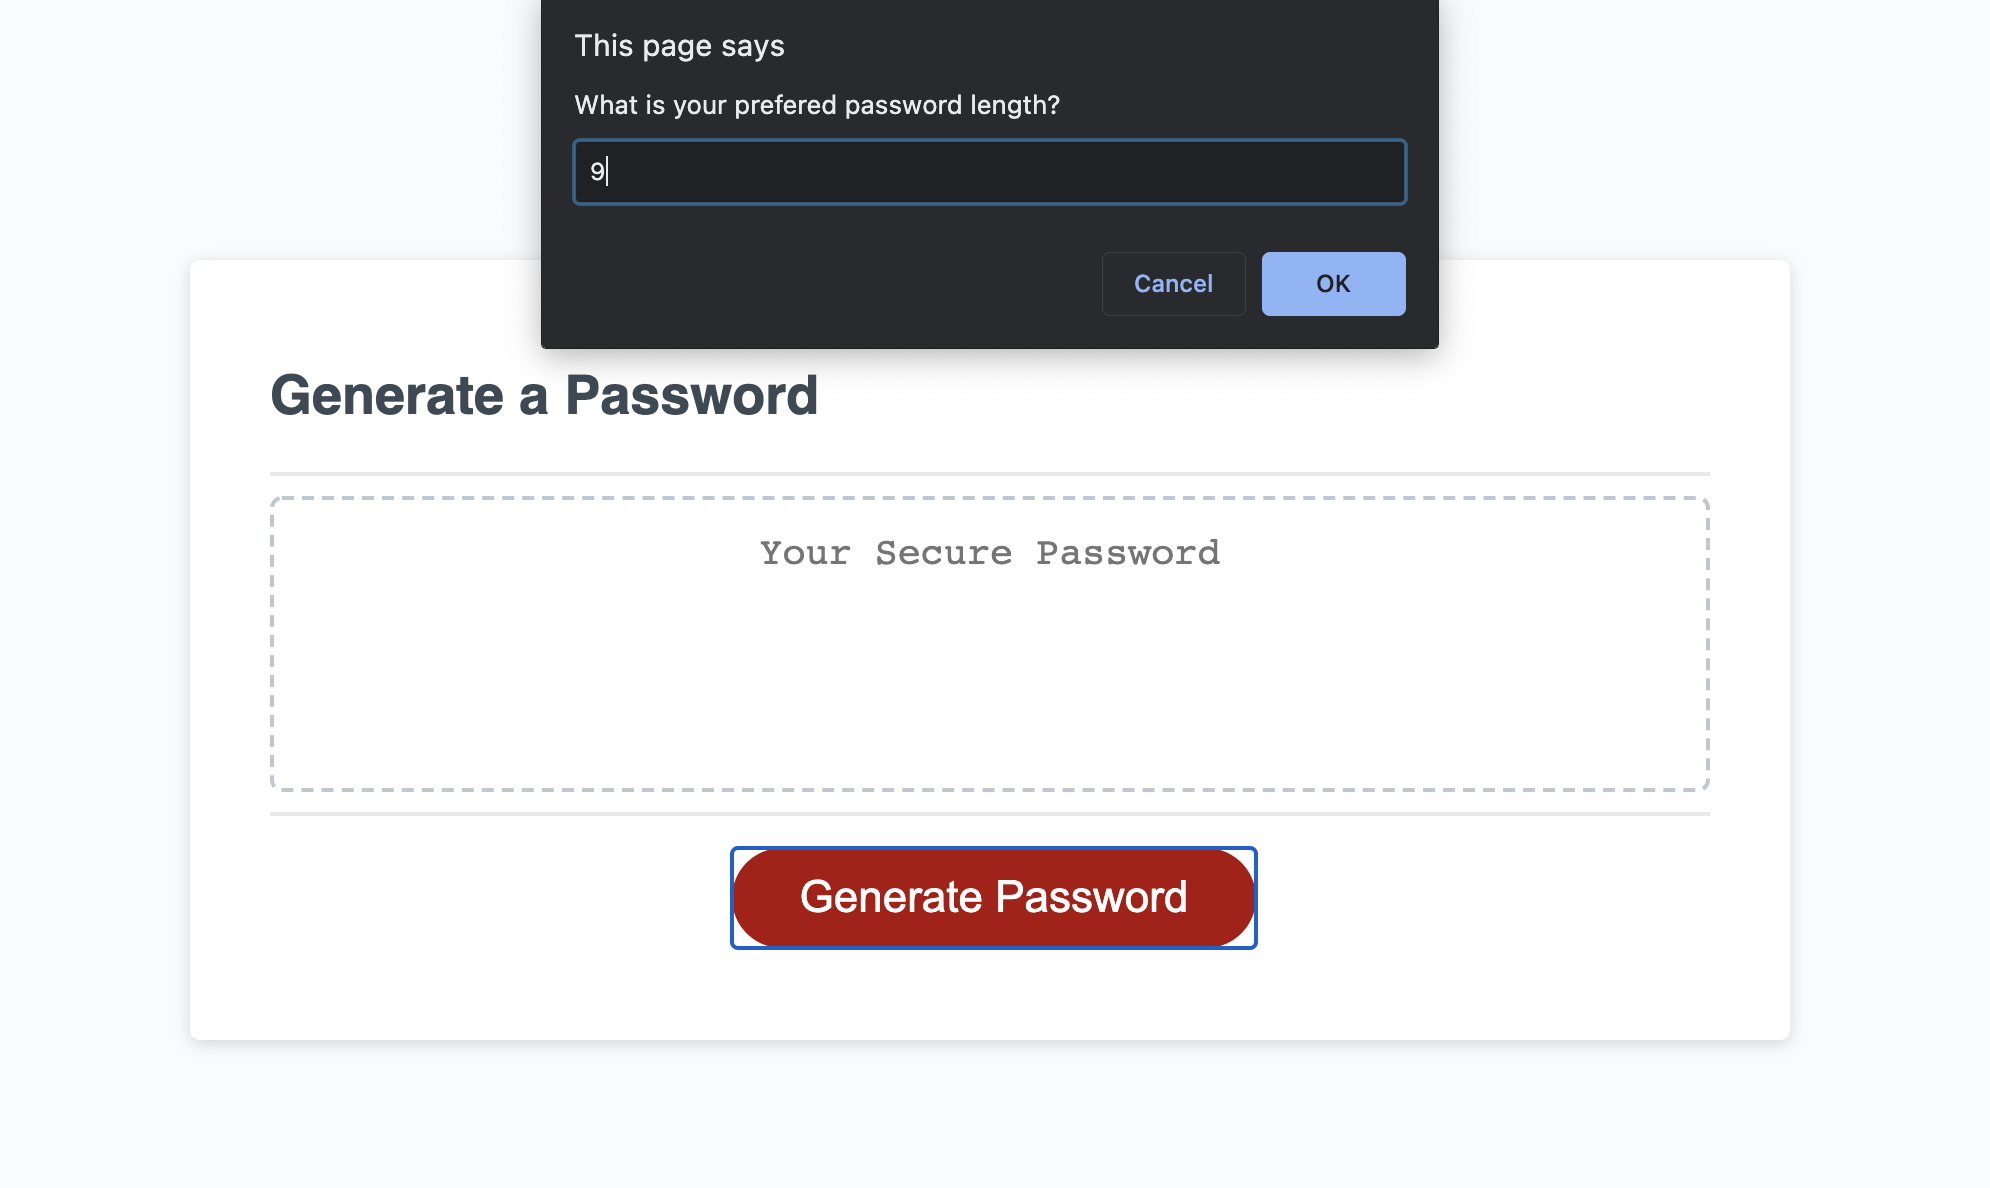 This page says
What is your prefered password length?
9
Cancel
OK
Generate a Password
Your Secure Password
Generate Password